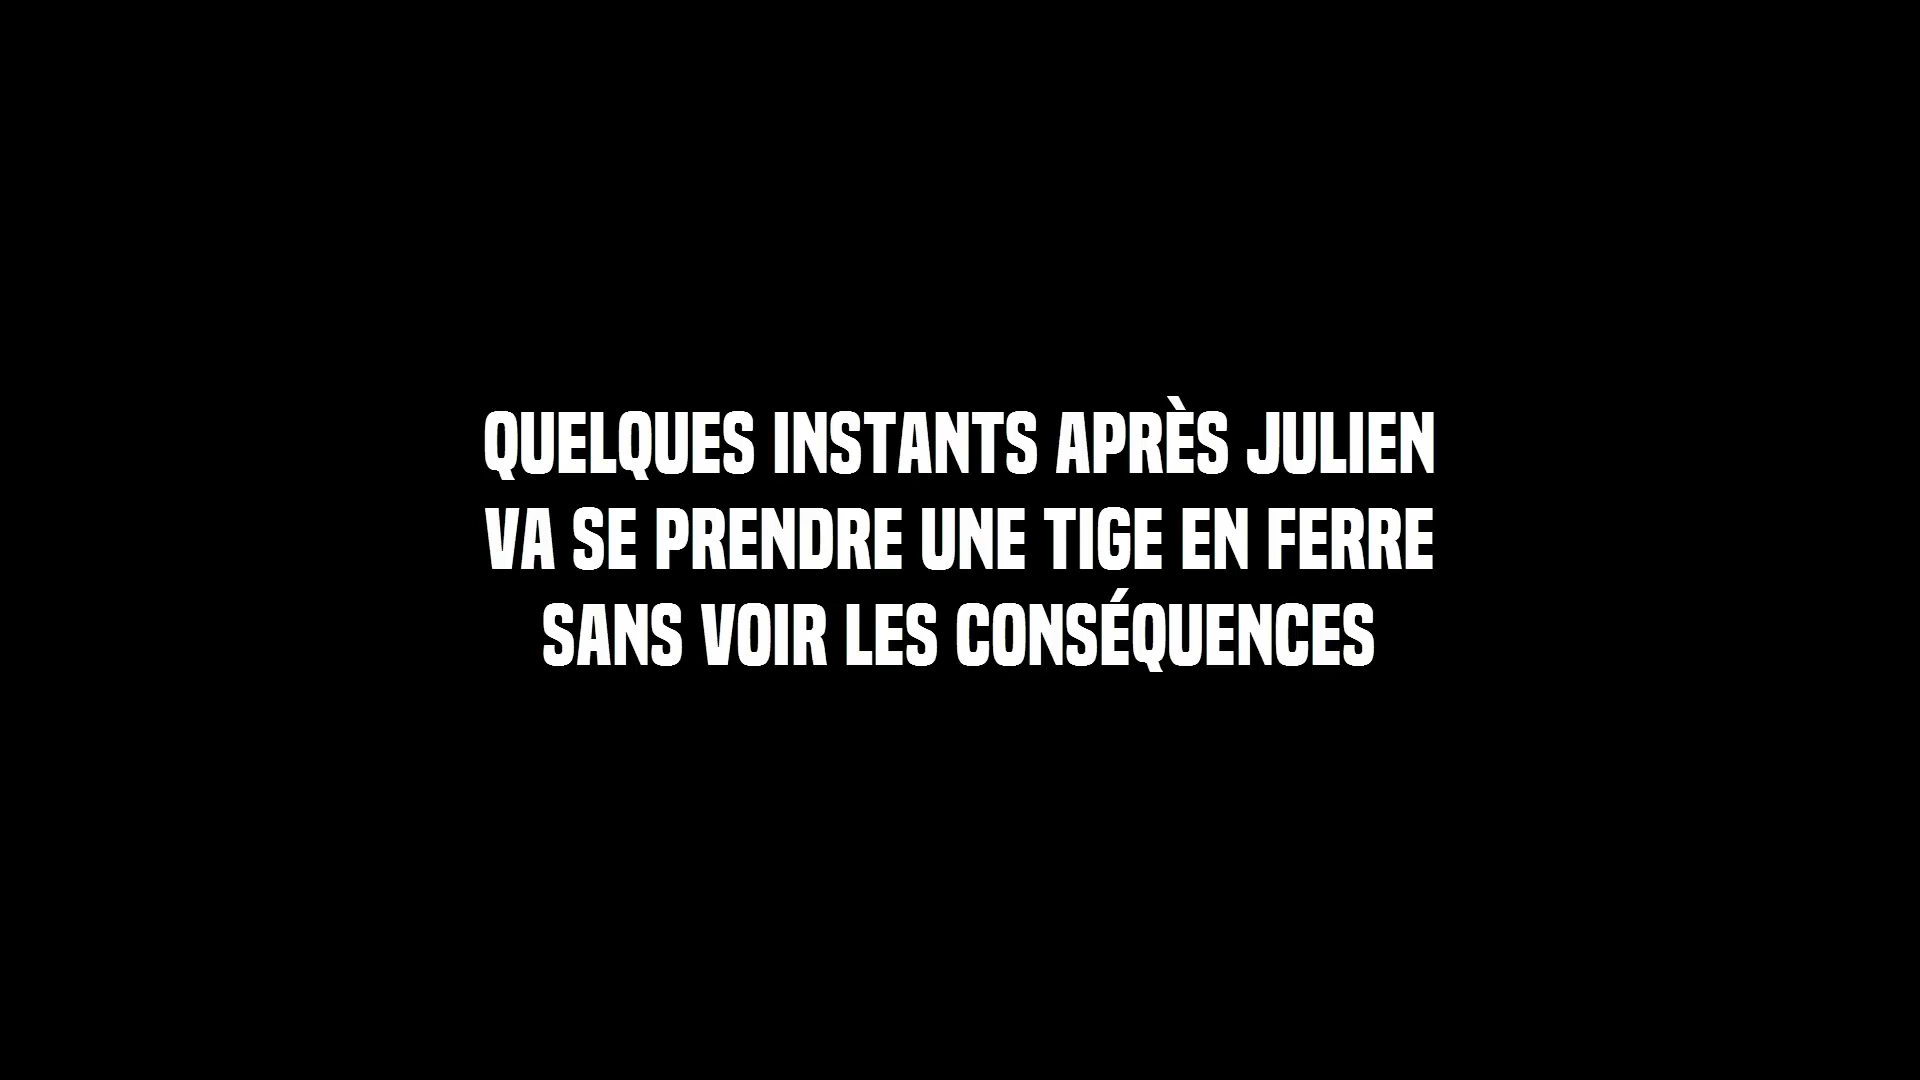 QUELQUES INSTANTS APRÈS JULIEN
VA SE PRENDRE UNE TIGE EN FERRE
SANS VOIR LES CONSÉQUENCES